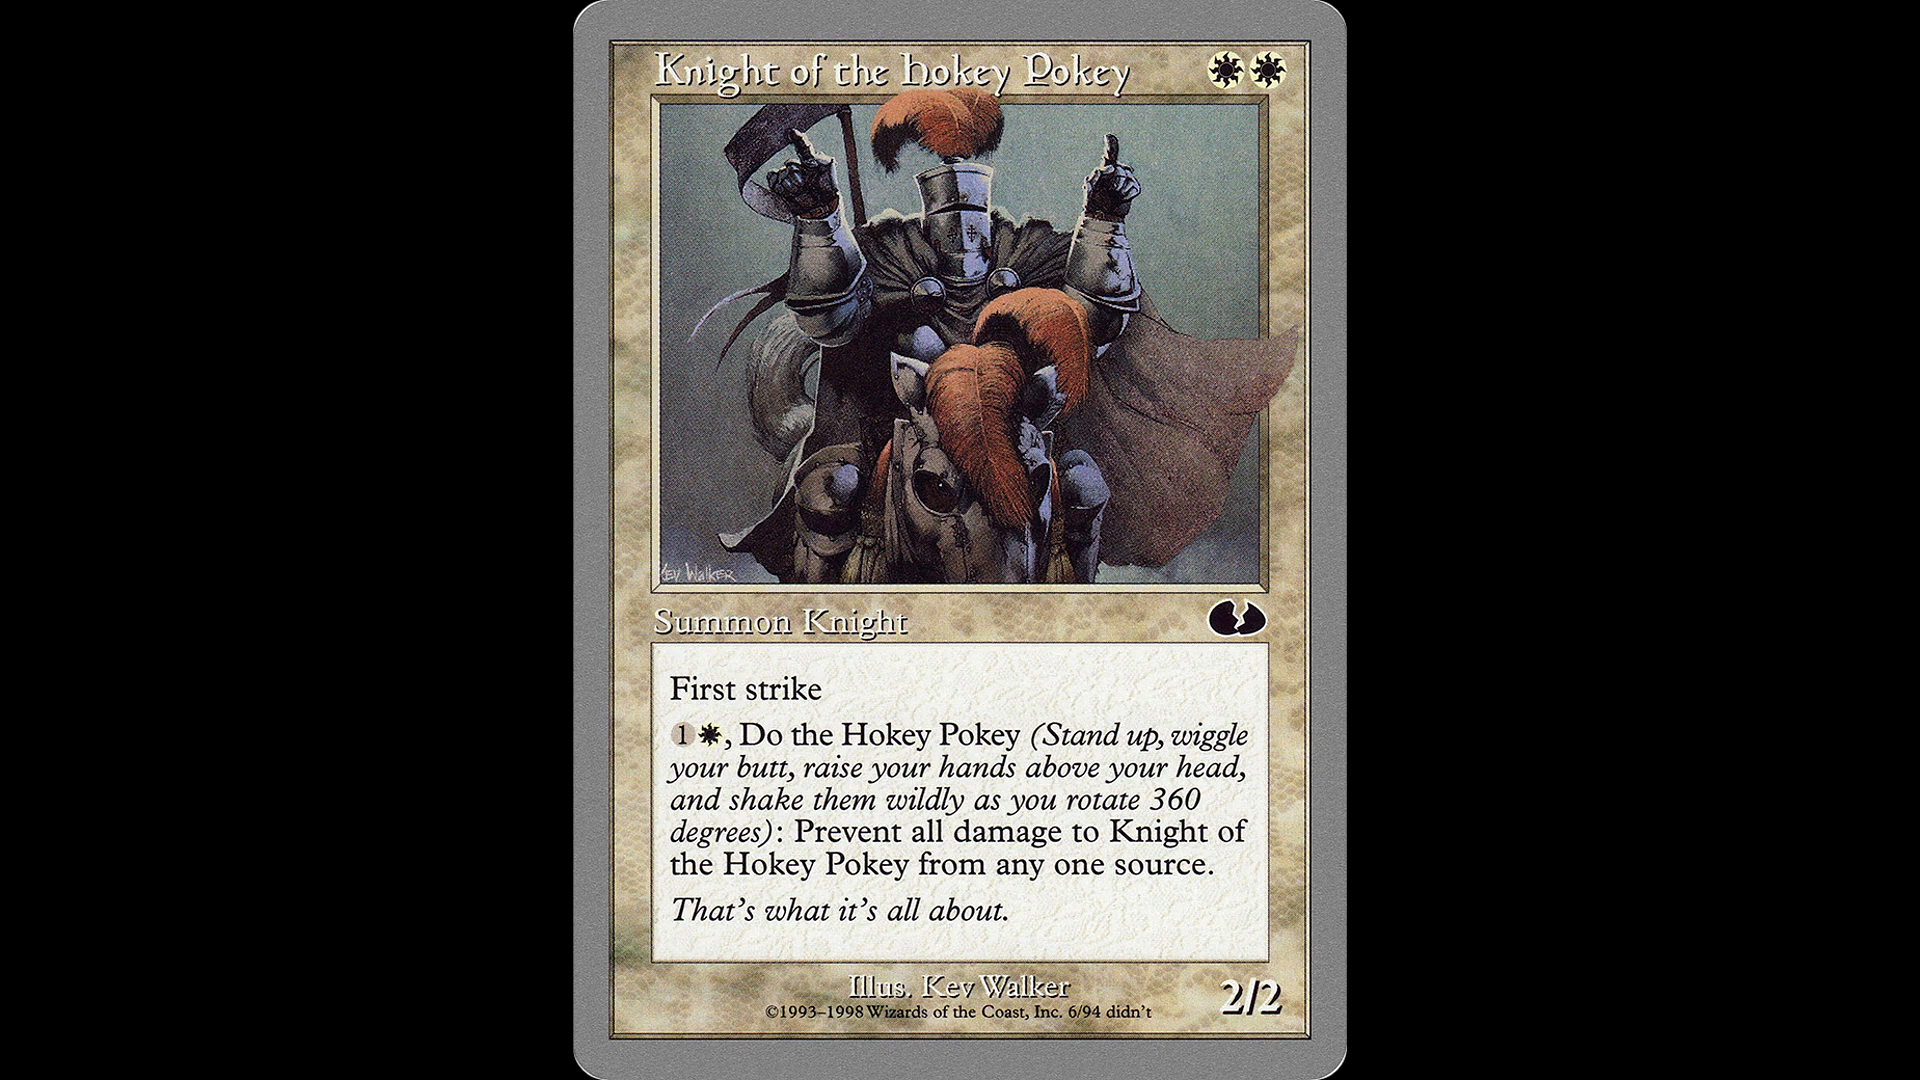 Knight of the Hokey Pokey
Kev Walker
Summon Knight
First strike
1, Do the Hokey Pokey (Stand up, wiggle
your butt, raise your hands above your head,
and shake them wildly as you rotate 360
degrees): Prevent all damage to Knight of
the Hokey Pokey from any one source.
That's what it's all about.
Illus. Kev Walker
©1993–1998 Wizards of the Coast, Inc. 6/94 didn't
2/2